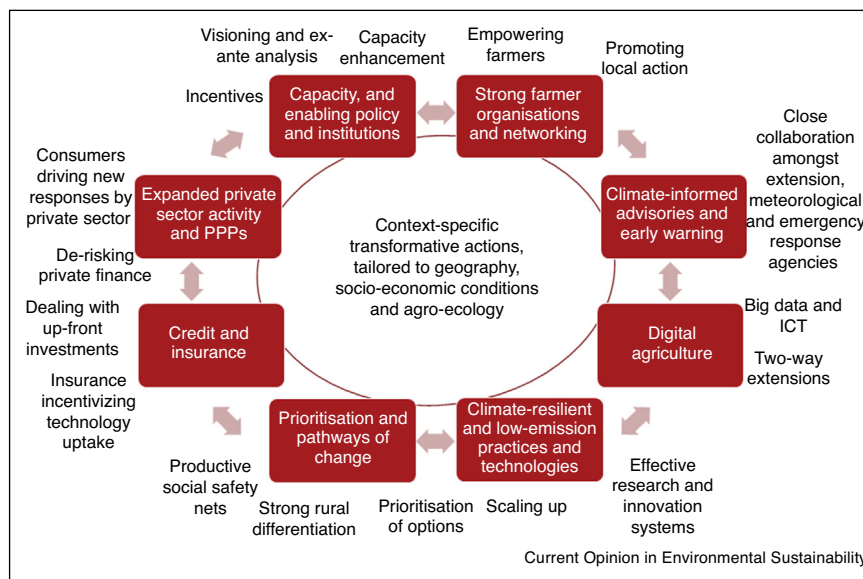 Visioning and ex-
ante analysis
Capacity
enhancement
Empowering
farmers
Promoting
local action
Incentives
Capacity, and
enabling policy
and institutions
Strong farmer
organisations
and networking
Close
collaboration
amongst
extension,
meteorological
and emergency
response
agencies
Consumers
driving new
responses by
private sector
Expanded private
sector activity
and PPPs
Climate-informed
advisories and
early warning
Context-specific
transformative actions,
tailored to geography,
socio-economic conditions
and agro-ecology
De-risking
private finance
Dealing with
up-front
investments
Credit and
insurance
Digital
agriculture
Big data and
ICT
Two-way
extensions
Insurance
incentivizing
technology
uptake
Prioritisation and
pathways of
change
Climate-resilient
and low-emission
practices and
technologies
Productive
social safety
nets
Strong rural
differentiation
Prioritisation
of options
Scaling up
Effective
research and
innovation
systems
Current Opinion in Environmental Sustainability